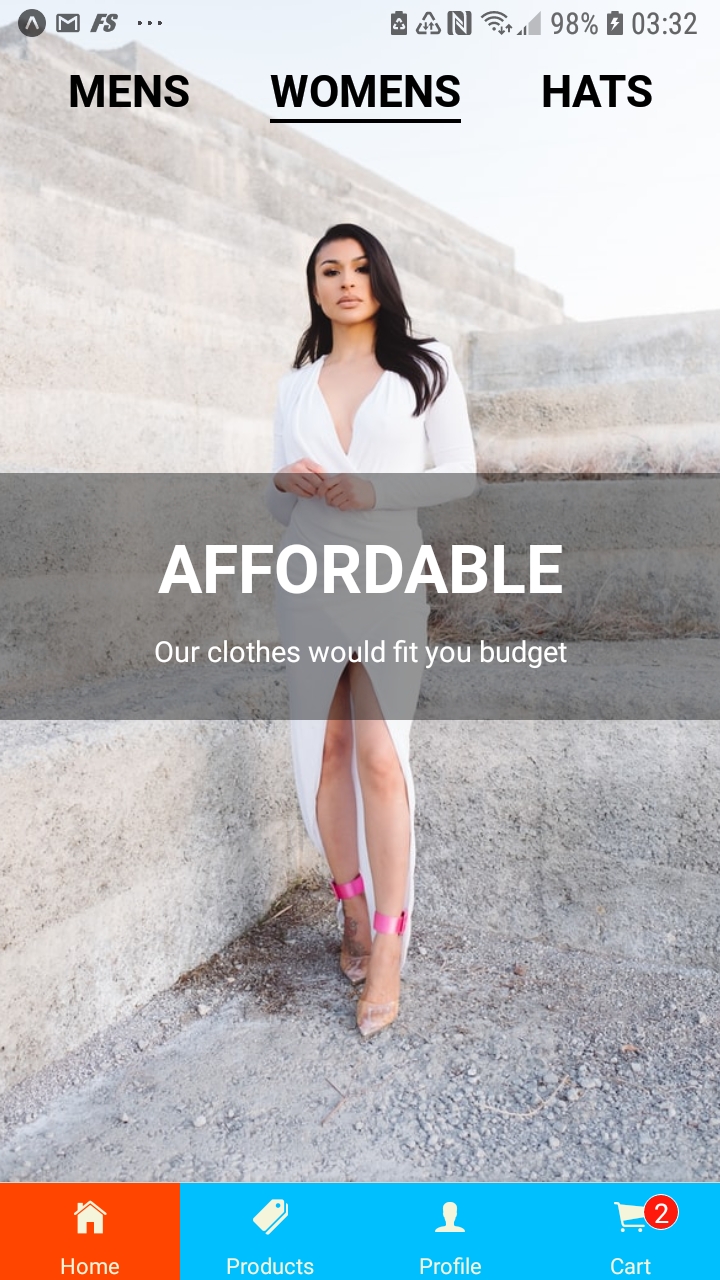 FS ... 98% 03:32
MENS WOMENS HATS
AFFORDABLE
Our clothes would fit you budget
2
Home Products Profile Cart